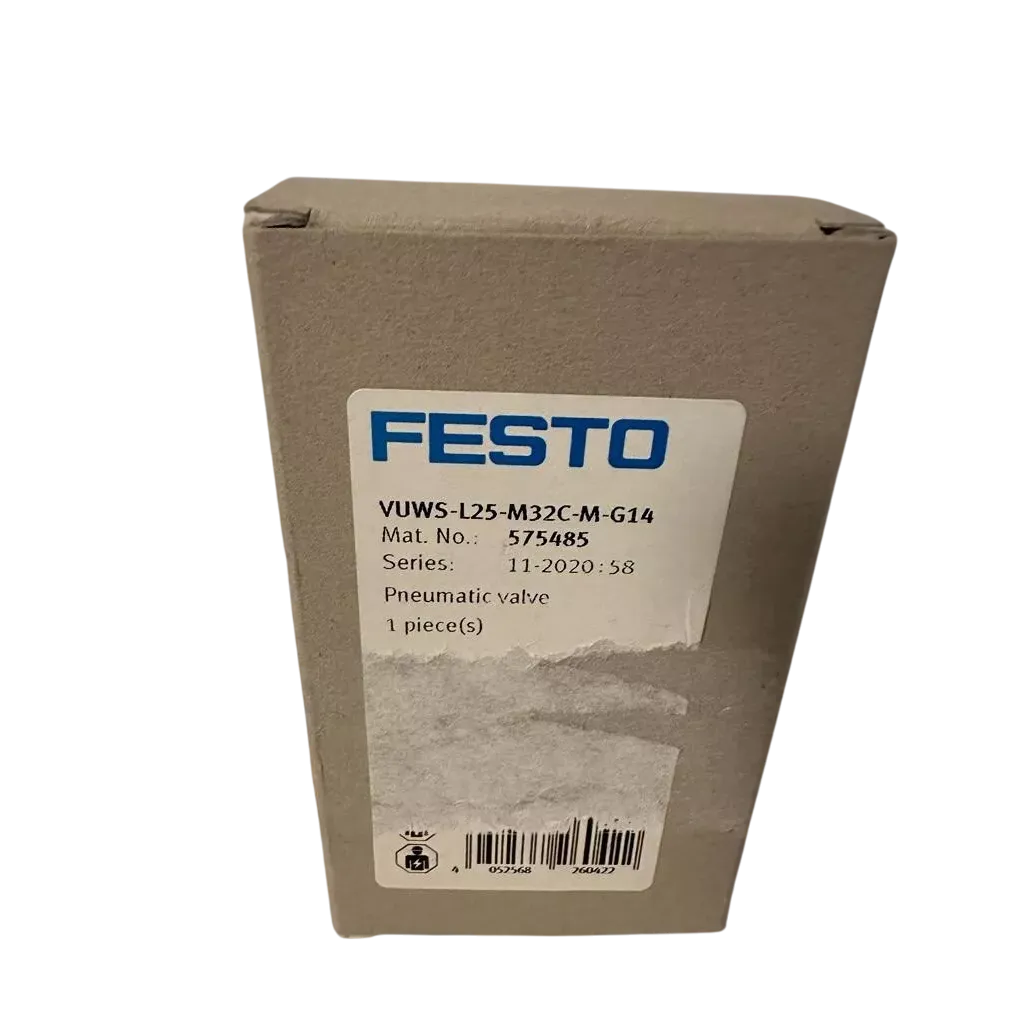 FESTO
VUWS-L25-M32C-M-G14
Mat. No.: 575485
Series: 11-2020:58
Pneumatic valve
1 piece(s)
4 052568 260422